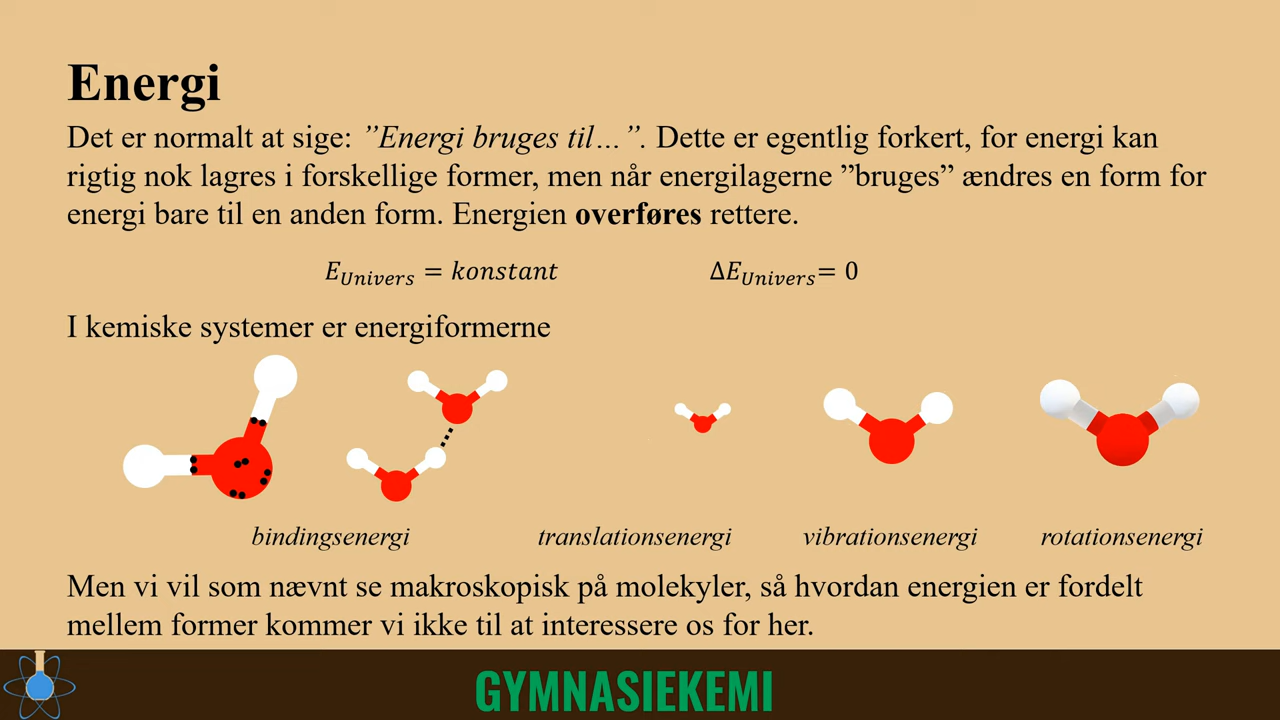 Energi
Det er normalt at sige: ”Energi bruges til…”. Dette er egentlig forkert, for energi kan
rigtig nok lagres i forskellige former, men når energilagerne ”bruges” ændres en form for
energi bare til en anden form. Energien overføres rettere.
E_Univers = konstant ΔE_Univers= 0
I kemiske systemer er energiformerne
bindingsenergi translationsenergi vibrationsenergi rotationsenergi
Men vi vil som nævnt se makroskopisk på molekyler, så hvordan energien er fordelt
mellem former kommer vi ikke til at interessere os for her.
GYMNASIEKEMI